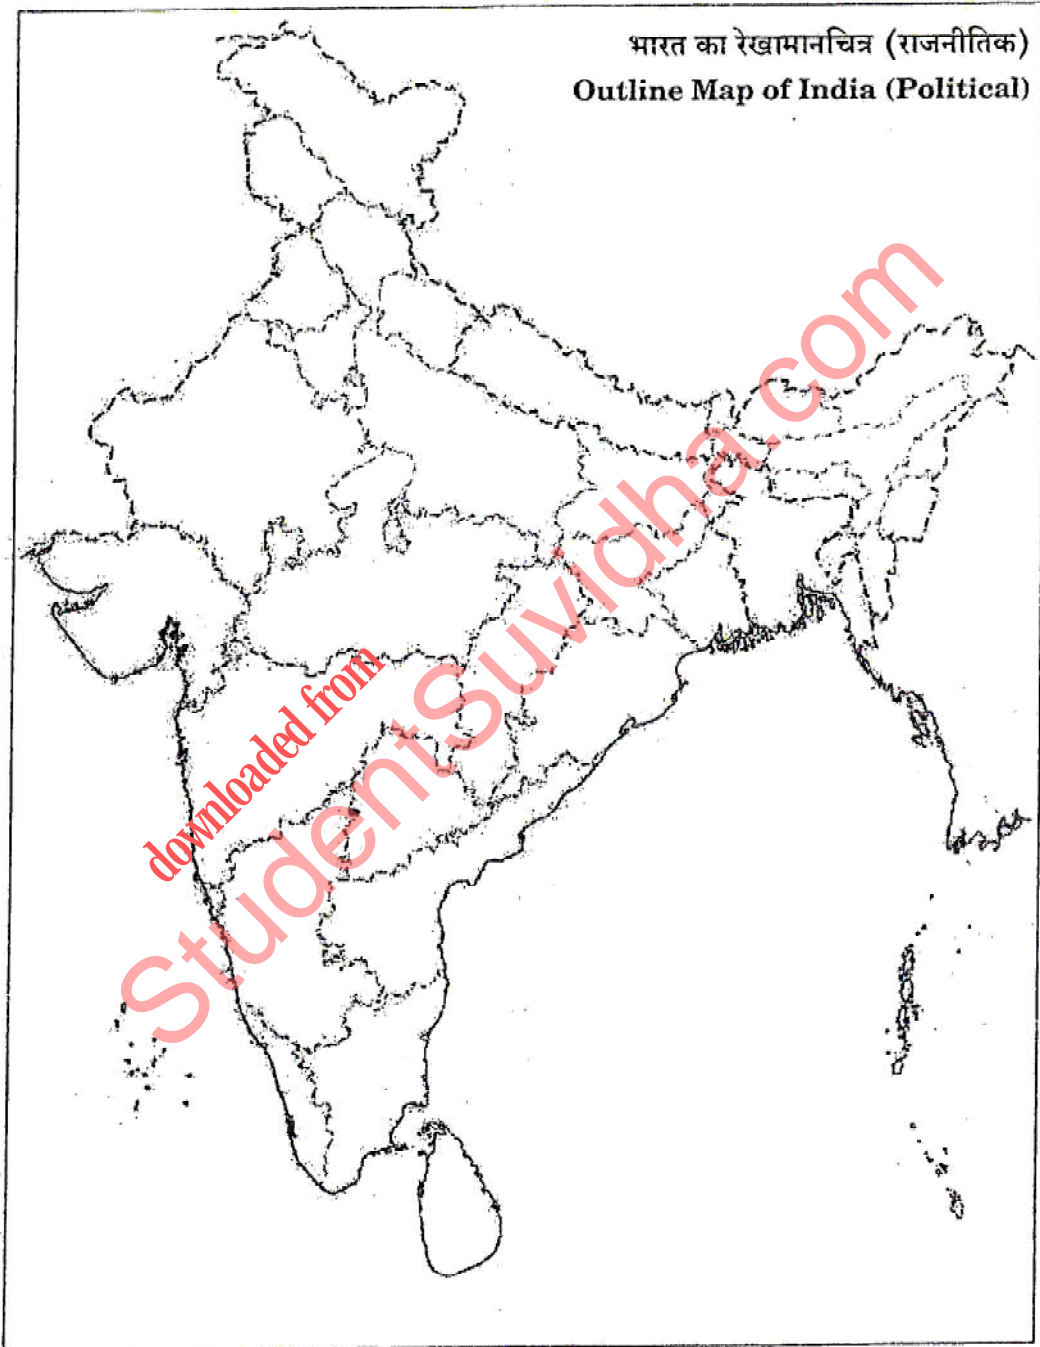 भारत का रेखामानचित्र (राजनीतिक)
Outline Map of India (Political)
downloaded from
StudentSuvidha.com